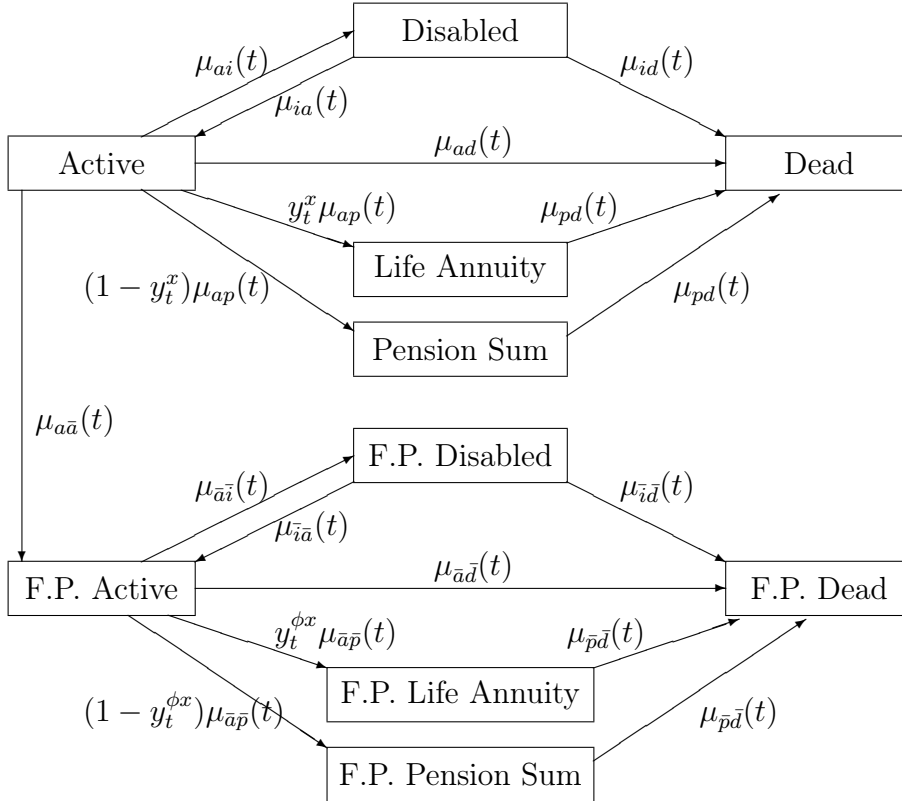 Disabled
μ_{ai}(t)
μ_{id}(t)
μ_{ia}(t)
Active
μ_{ad}(t)
Dead
y_t^x μ_{ap}(t)
μ_{pd}(t)
Life Annuity
(1 − y_t^x)μ_{ap}(t)
μ_{pd}(t)
Pension Sum
μ_{aā}(t)
F.P. Disabled
μ_{āī}(t)
μ_{īd̄}(t)
μ_{īā}(t)
F.P. Active
μ_{ād̄}(t)
F.P. Dead
y_t^{ϕx} μ_{āp̄}(t)
μ_{p̄d̄}(t)
F.P. Life Annuity
(1 − y_t^{ϕx})μ_{āp̄}(t)
μ_{p̄d̄}(t)
F.P. Pension Sum